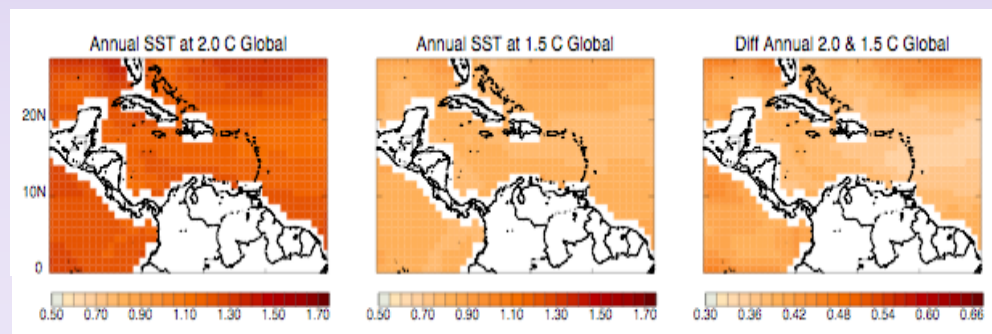 Annual SST at 2.0 C Global
Annual SST at 1.5 C Global
Diff Annual 2.0 & 1.5 C Global
20N
10N
0
0.50 0.70 0.90 1.10 1.30 1.50 1.70
0.50 0.70 0.90 1.10 1.30 1.50 1.70
0.30 0.36 0.42 0.48 0.54 0.60 0.66